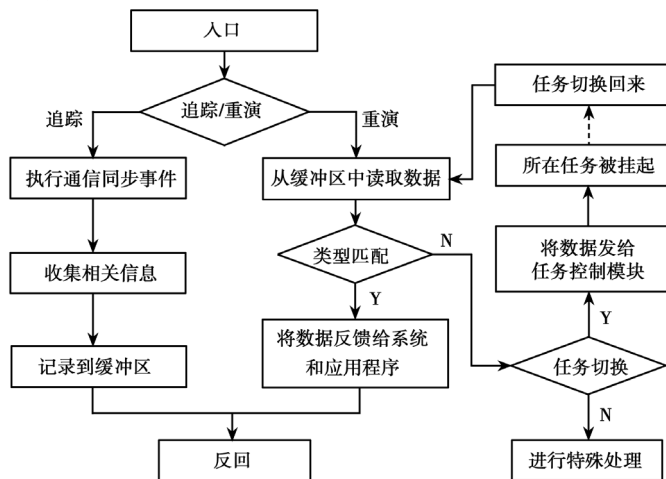 入口
追踪/重演
追踪
重演
执行通信同步事件
收集相关信息
记录到缓冲区
从缓冲区中读取数据
类型匹配
N
Y
将数据反馈给系统
和应用程序
反回
任务切换
Y
N
将数据发给
任务控制模块
所在任务被挂起
任务切换回来
进行特殊处理